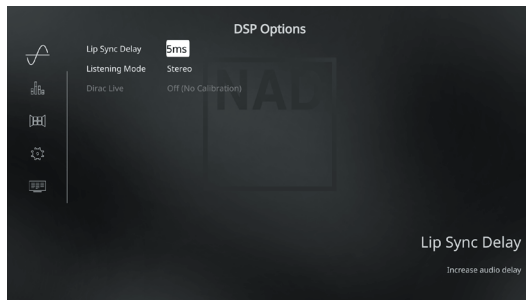 DSP Options
Lip Sync Delay 5ms
Listening Mode Stereo
Dirac Live Off (No Calibration)
NAD
Lip Sync Delay
Increase audio delay